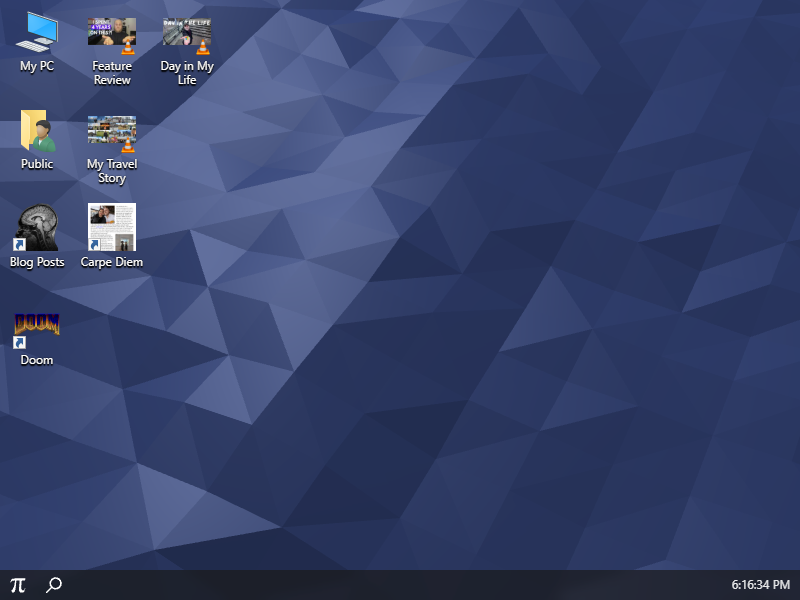 My PC
Feature
Review
Day in My
Life
Public
My Travel
Story
Blog Posts
Carpe Diem
DOOM
Doom
6:16:34 PM